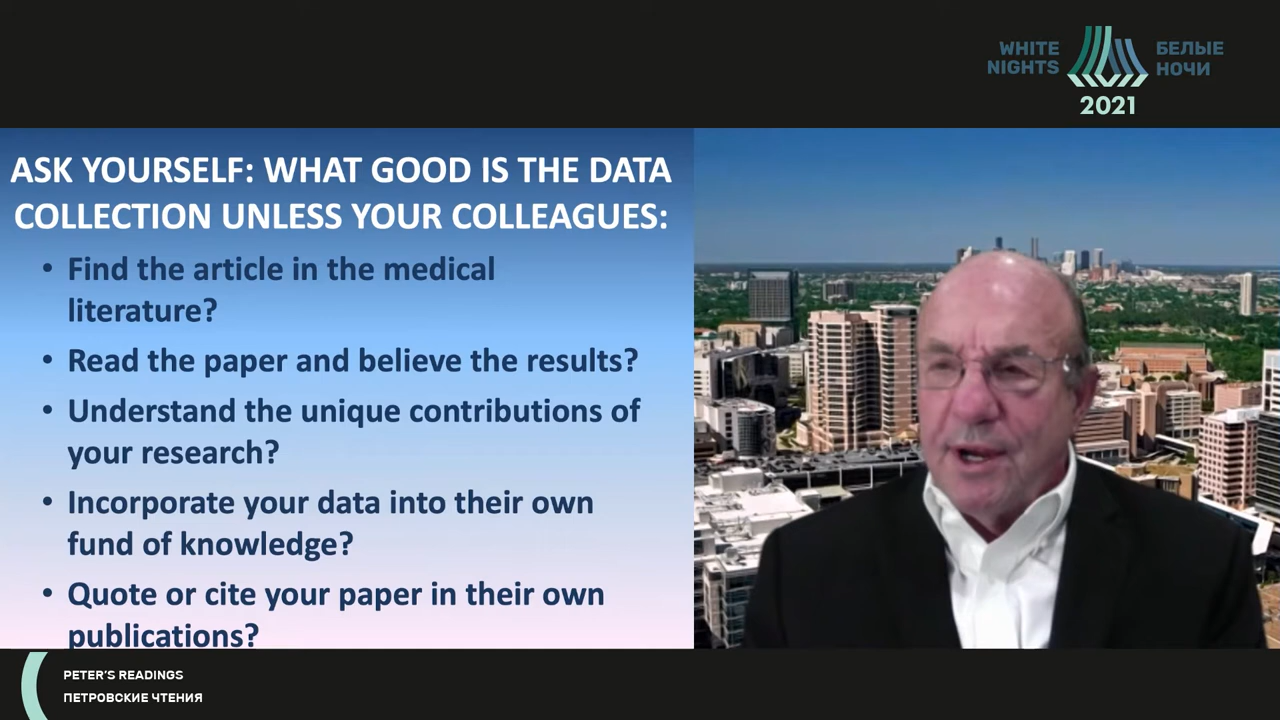 WHITE
NIGHTS
БЕЛЫЕ
НОЧИ
2021
ASK YOURSELF: WHAT GOOD IS THE DATA
COLLECTION UNLESS YOUR COLLEAGUES:
• Find the article in the medical
literature?
• Read the paper and believe the results?
• Understand the unique contributions of
your research?
• Incorporate your data into their own
fund of knowledge?
• Quote or cite your paper in their own
publications?
PETER'S READINGS
ПЕТРОВСКИЕ ЧТЕНИЯ